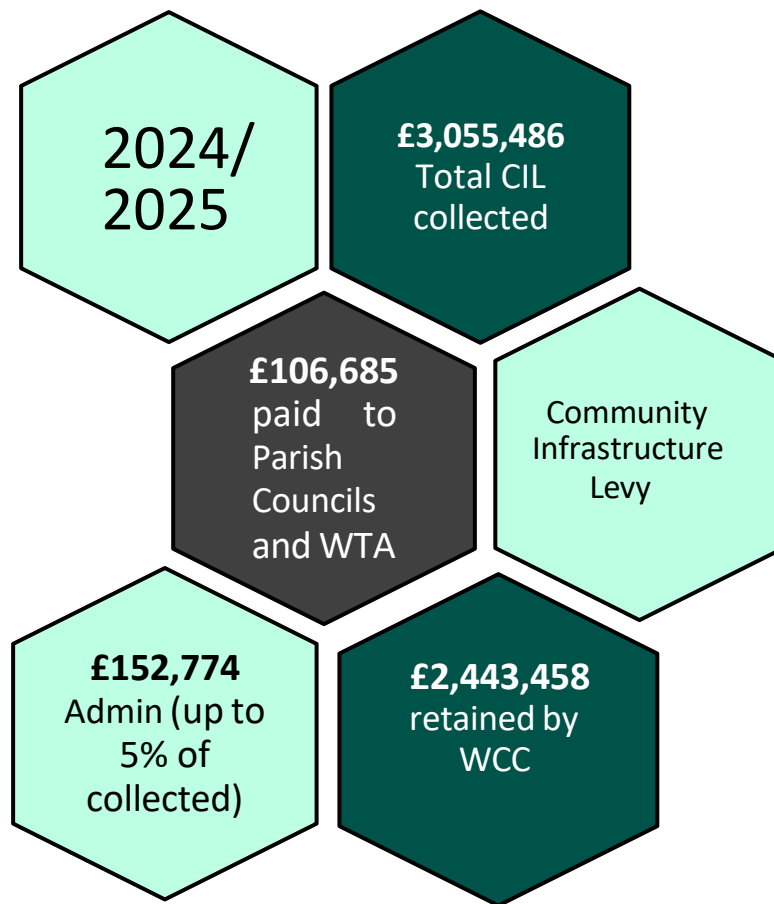 2024/
2025
£3,055,486
Total CIL
collected
£106,685
paid to
Parish
Councils
and WTA
Community
Infrastructure
Levy
£152,774
Admin (up to
5% of
collected)
£2,443,458
retained by
WCC